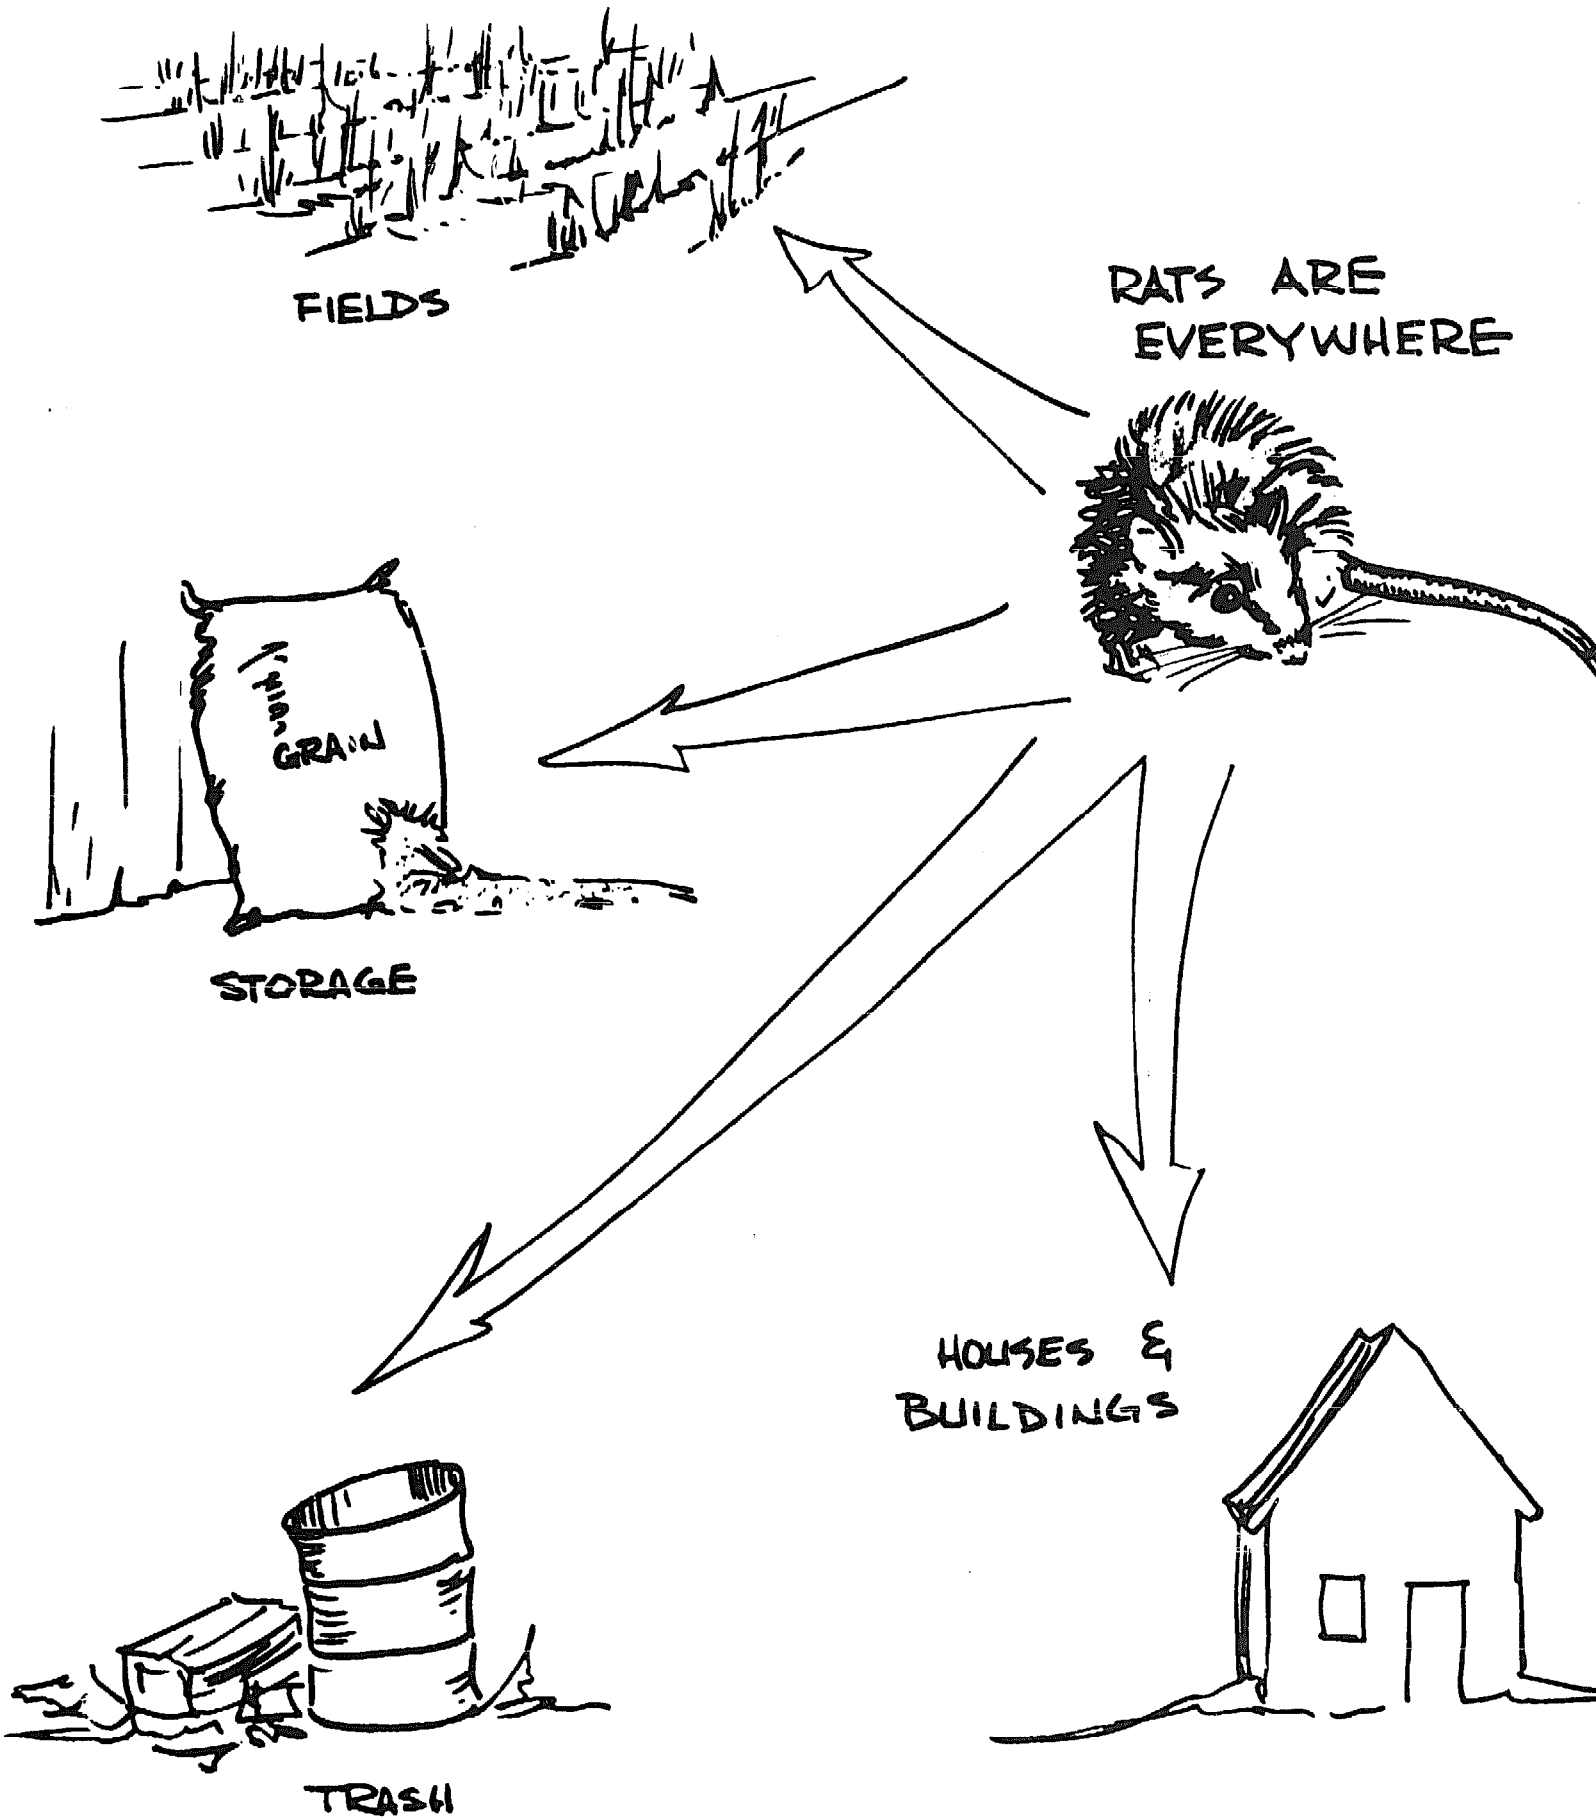 RATS ARE
EVERYWHERE
FIELDS
GRAIN
STORAGE
HOUSES &
BUILDINGS
TRASH